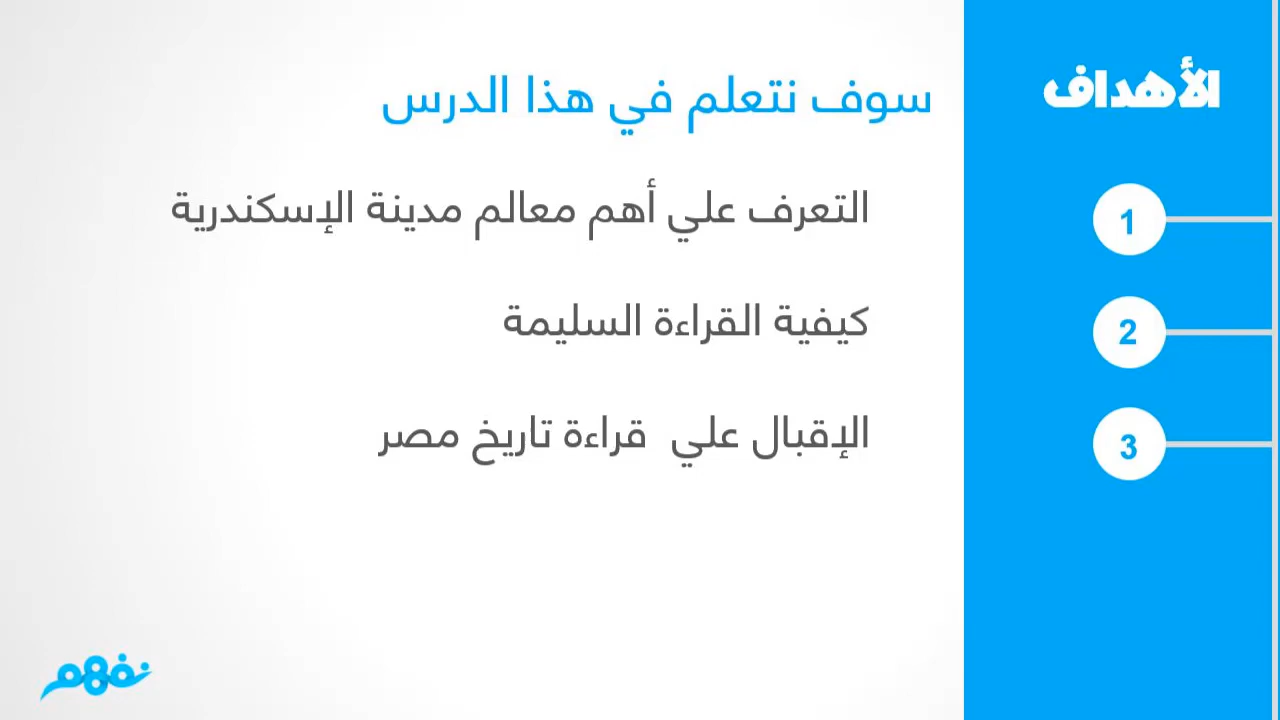 الأهداف
سوف نتعلم في هذا الدرس
1 التعرف علي أهم معالم مدينة الإسكندرية
2 كيفية القراءة السليمة
3 الإقبال علي قراءة تاريخ مصر
نفهم